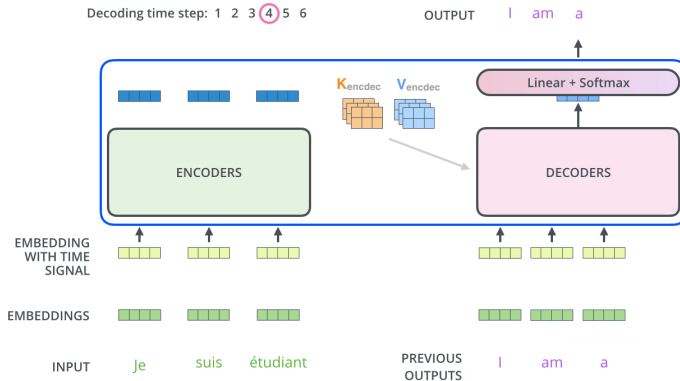 Decoding time step: 1 2 3 4 5 6
OUTPUT I am a
Kencdec Vencdec
Linear + Softmax
ENCODERS
DECODERS
EMBEDDING
WITH TIME
SIGNAL
EMBEDDINGS
INPUT Je suis étudiant
PREVIOUS
OUTPUTS
I am a